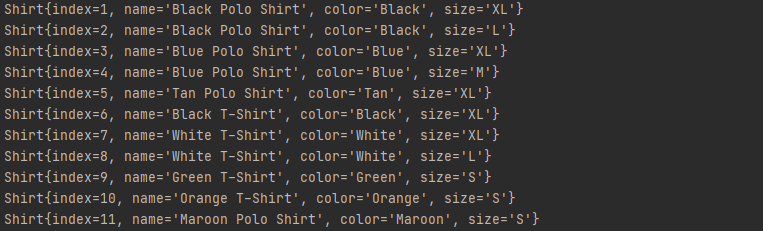 Shirt{index=1, name='Black Polo Shirt', color='Black', size='XL'}
Shirt{index=2, name='Black Polo Shirt', color='Black', size='L'}
Shirt{index=3, name='Blue Polo Shirt', color='Blue', size='XL'}
Shirt{index=4, name='Blue Polo Shirt', color='Blue', size='M'}
Shirt{index=5, name='Tan Polo Shirt', color='Tan', size='XL'}
Shirt{index=6, name='Black T-Shirt', color='Black', size='XL'}
Shirt{index=7, name='White T-Shirt', color='White', size='XL'}
Shirt{index=8, name='White T-Shirt', color='White', size='L'}
Shirt{index=9, name='Green T-Shirt', color='Green', size='S'}
Shirt{index=10, name='Orange T-Shirt', color='Orange', size='S'}
Shirt{index=11, name='Maroon Polo Shirt', color='Maroon', size='S'}